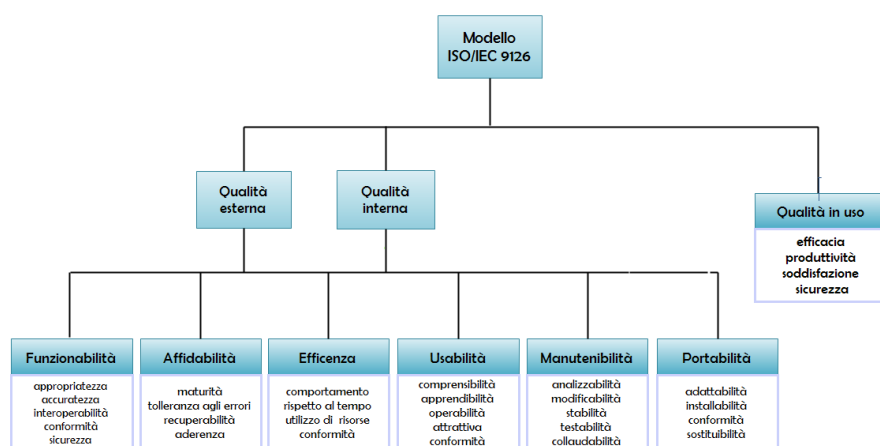 Modello
ISO/IEC 9126
Qualità
esterna
Qualità
interna
Qualità in uso
efficacia
produttività
soddisfazione
sicurezza
Funzionabilità
appropriatezza
accuratezza
interoperabilità
conformità
sicurezza
Affidabilità
maturità
tolleranza agli errori
recuperabilità
aderenza
Efficenza
comportamento
rispetto al tempo
utilizzo di risorse
conformità
Usabilità
comprensibilità
apprendibilità
operabilità
attrattiva
conformità
Manutenibilità
analizzabilità
modificabilità
stabilità
testabilità
collaudabilità
Portabilità
adattabilità
installabilità
conformità
sostituibilità